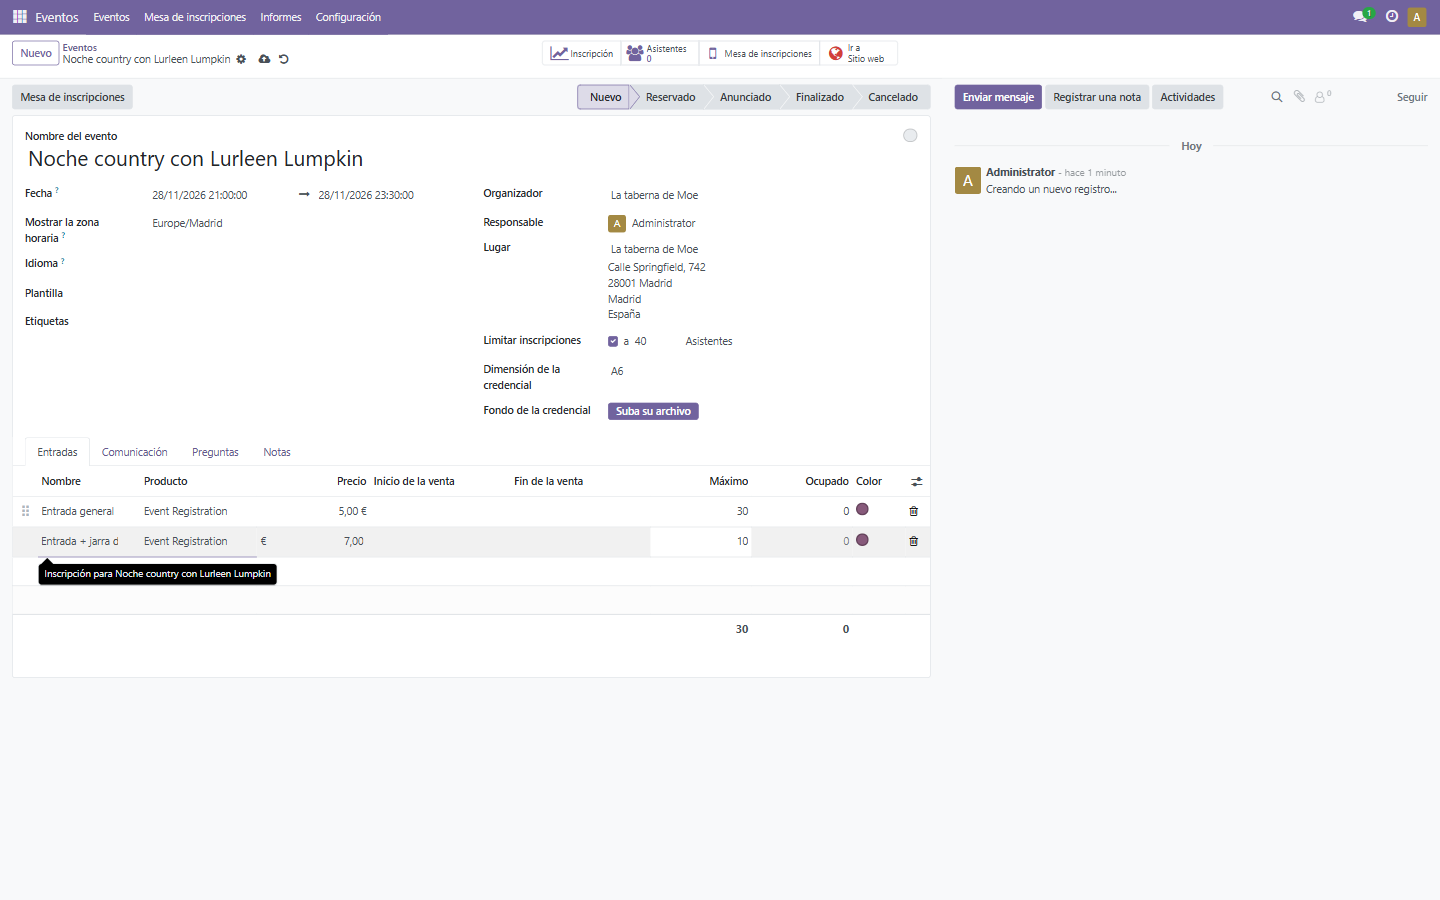 Eventos
Eventos
Mesa de inscripciones
Informes
Configuración
1
A
Nuevo
Eventos
Noche country con Lurleen Lumpkin
Inscripción
Asistentes
0
Mesa de inscripciones
Ir a
Sitio web
Mesa de inscripciones
Nuevo
Reservado
Anunciado
Finalizado
Cancelado
Enviar mensaje
Registrar una nota
Actividades
0
Seguir
Nombre del evento
Noche country con Lurleen Lumpkin
Fecha ?
28/11/2026 21:00:00
28/11/2026 23:30:00
Mostrar la zona
horaria ?
Europe/Madrid
Idioma ?
Plantilla
Etiquetas
Organizador
La taberna de Moe
Responsable
A
Administrator
Lugar
La taberna de Moe
Calle Springfield, 742
28001 Madrid
Madrid
España
Limitar inscripciones
a 40
Asistentes
Dimensión de la
credencial
A6
Fondo de la credencial
Suba su archivo
Hoy
A
Administrator - hace 1 minuto
Creando un nuevo registro...
Entradas
Comunicación
Preguntas
Notas
Nombre
Producto
Precio
Inicio de la venta
Fin de la venta
Máximo
Ocupado
Color
Entrada general
Event Registration
5,00 €
30
0
Entrada + jarra d
Event Registration
€
7,00
10
0
Inscripción para Noche country con Lurleen Lumpkin
30
0